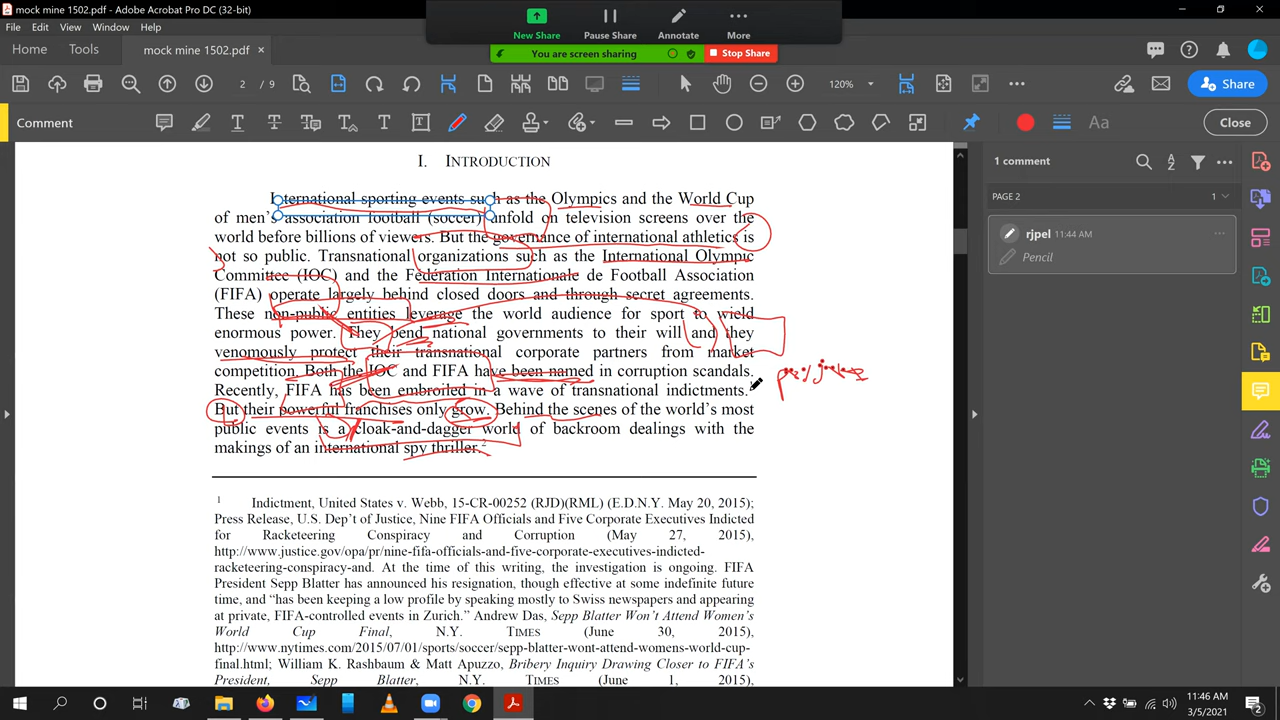 mock mine 1502.pdf - Adobe Acrobat Pro DC (32-bit)
File Edit View Window Help
New Share Pause Share Annotate More
You are screen sharing Stop Share
Home Tools mock mine 1502.pdf ×
2 / 9 120% Share
Comment Close
I. INTRODUCTION
International sporting events such as the Olympics and the World Cup
of men's association football (soccer) unfold on television screens over the
world before billions of viewers. But the governance of international athletics is
not so public. Transnational organizations such as the International Olympic
Committee (IOC) and the Fédération Internationale de Football Association
(FIFA) operate largely behind closed doors and through secret agreements.
These non-public entities leverage the world audience for sport to wield
enormous power. They bend national governments to their will and they
venomously protect their transnational corporate partners from market
competition. Both the IOC and FIFA have been named in corruption scandals.
Recently, FIFA has been embroiled in a wave of transnational indictments.
But their powerful franchises only grow. Behind the scenes of the world's most
public events is a cloak-and-dagger world of backroom dealings with the
makings of an international spy thriller.2
1 Indictment, United States v. Webb, 15-CR-00252 (RJD)(RML) (E.D.N.Y. May 20, 2015);
Press Release, U.S. Dep't of Justice, Nine FIFA Officials and Five Corporate Executives Indicted
for Racketeering Conspiracy and Corruption (May 27, 2015),
http://www.justice.gov/opa/pr/nine-fifa-officials-and-five-corporate-executives-indicted-
racketeering-conspiracy-and. At the time of this writing, the investigation is ongoing. FIFA
President Sepp Blatter has announced his resignation, though effective at some indefinite future
time, and "has been keeping a low profile by speaking mostly to Swiss newspapers and appearing
at private, FIFA-controlled events in Zurich." Andrew Das, Sepp Blatter Won't Attend Women's
World Cup Final, N.Y. TIMES (June 30, 2015),
http://www.nytimes.com/2015/07/01/sports/soccer/sepp-blatter-wont-attend-womens-world-cup-
final.html; William K. Rashbaum & Matt Apuzzo, Bribery Inquiry Drawing Closer to FIFA's
President, Sepp Blatter, N.Y. TIMES (June 1, 2015),
1 comment
PAGE 2 1
rjpel 11:44 AM
Pencil
11:46 AM
3/5/2021
2